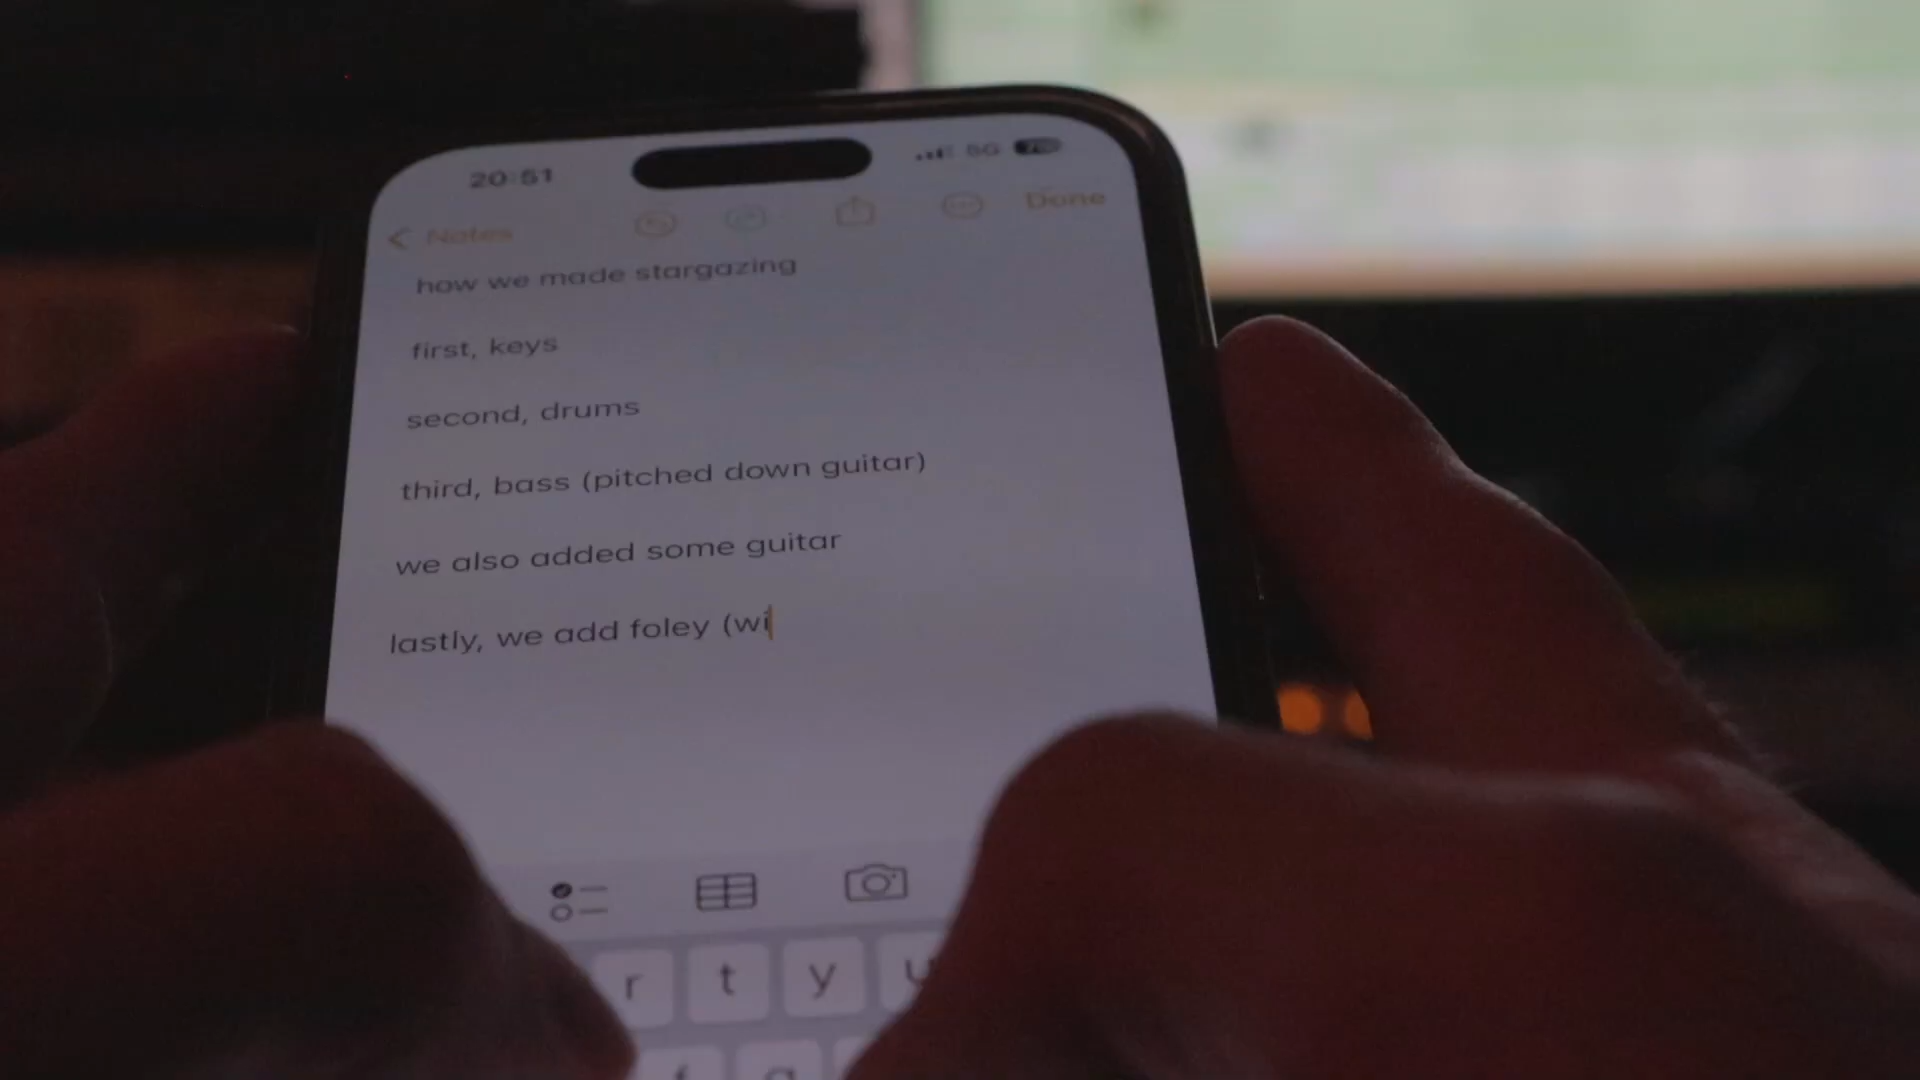 20:51
5G
Notes
Done
how we made stargazing
first, keys
second, drums
third, bass (pitched down guitar)
we also added some guitar
lastly, we add foley (wi
r t y u
f g